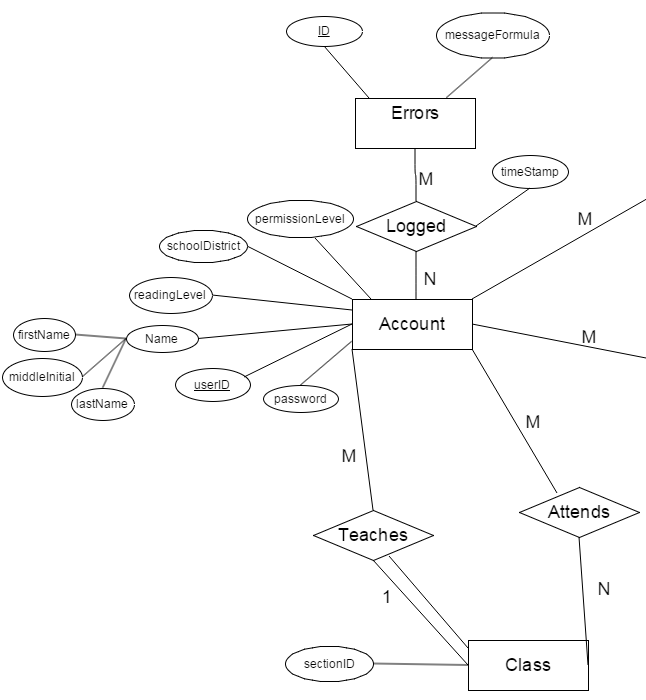 ID
messageFormula
Errors
M
timeStamp
permissionLevel
Logged
M
schoolDistrict
N
readingLevel
Account
firstName
Name
M
middleInitial
userID
lastName
password
M
M
Attends
Teaches
N
1
sectionID
Class